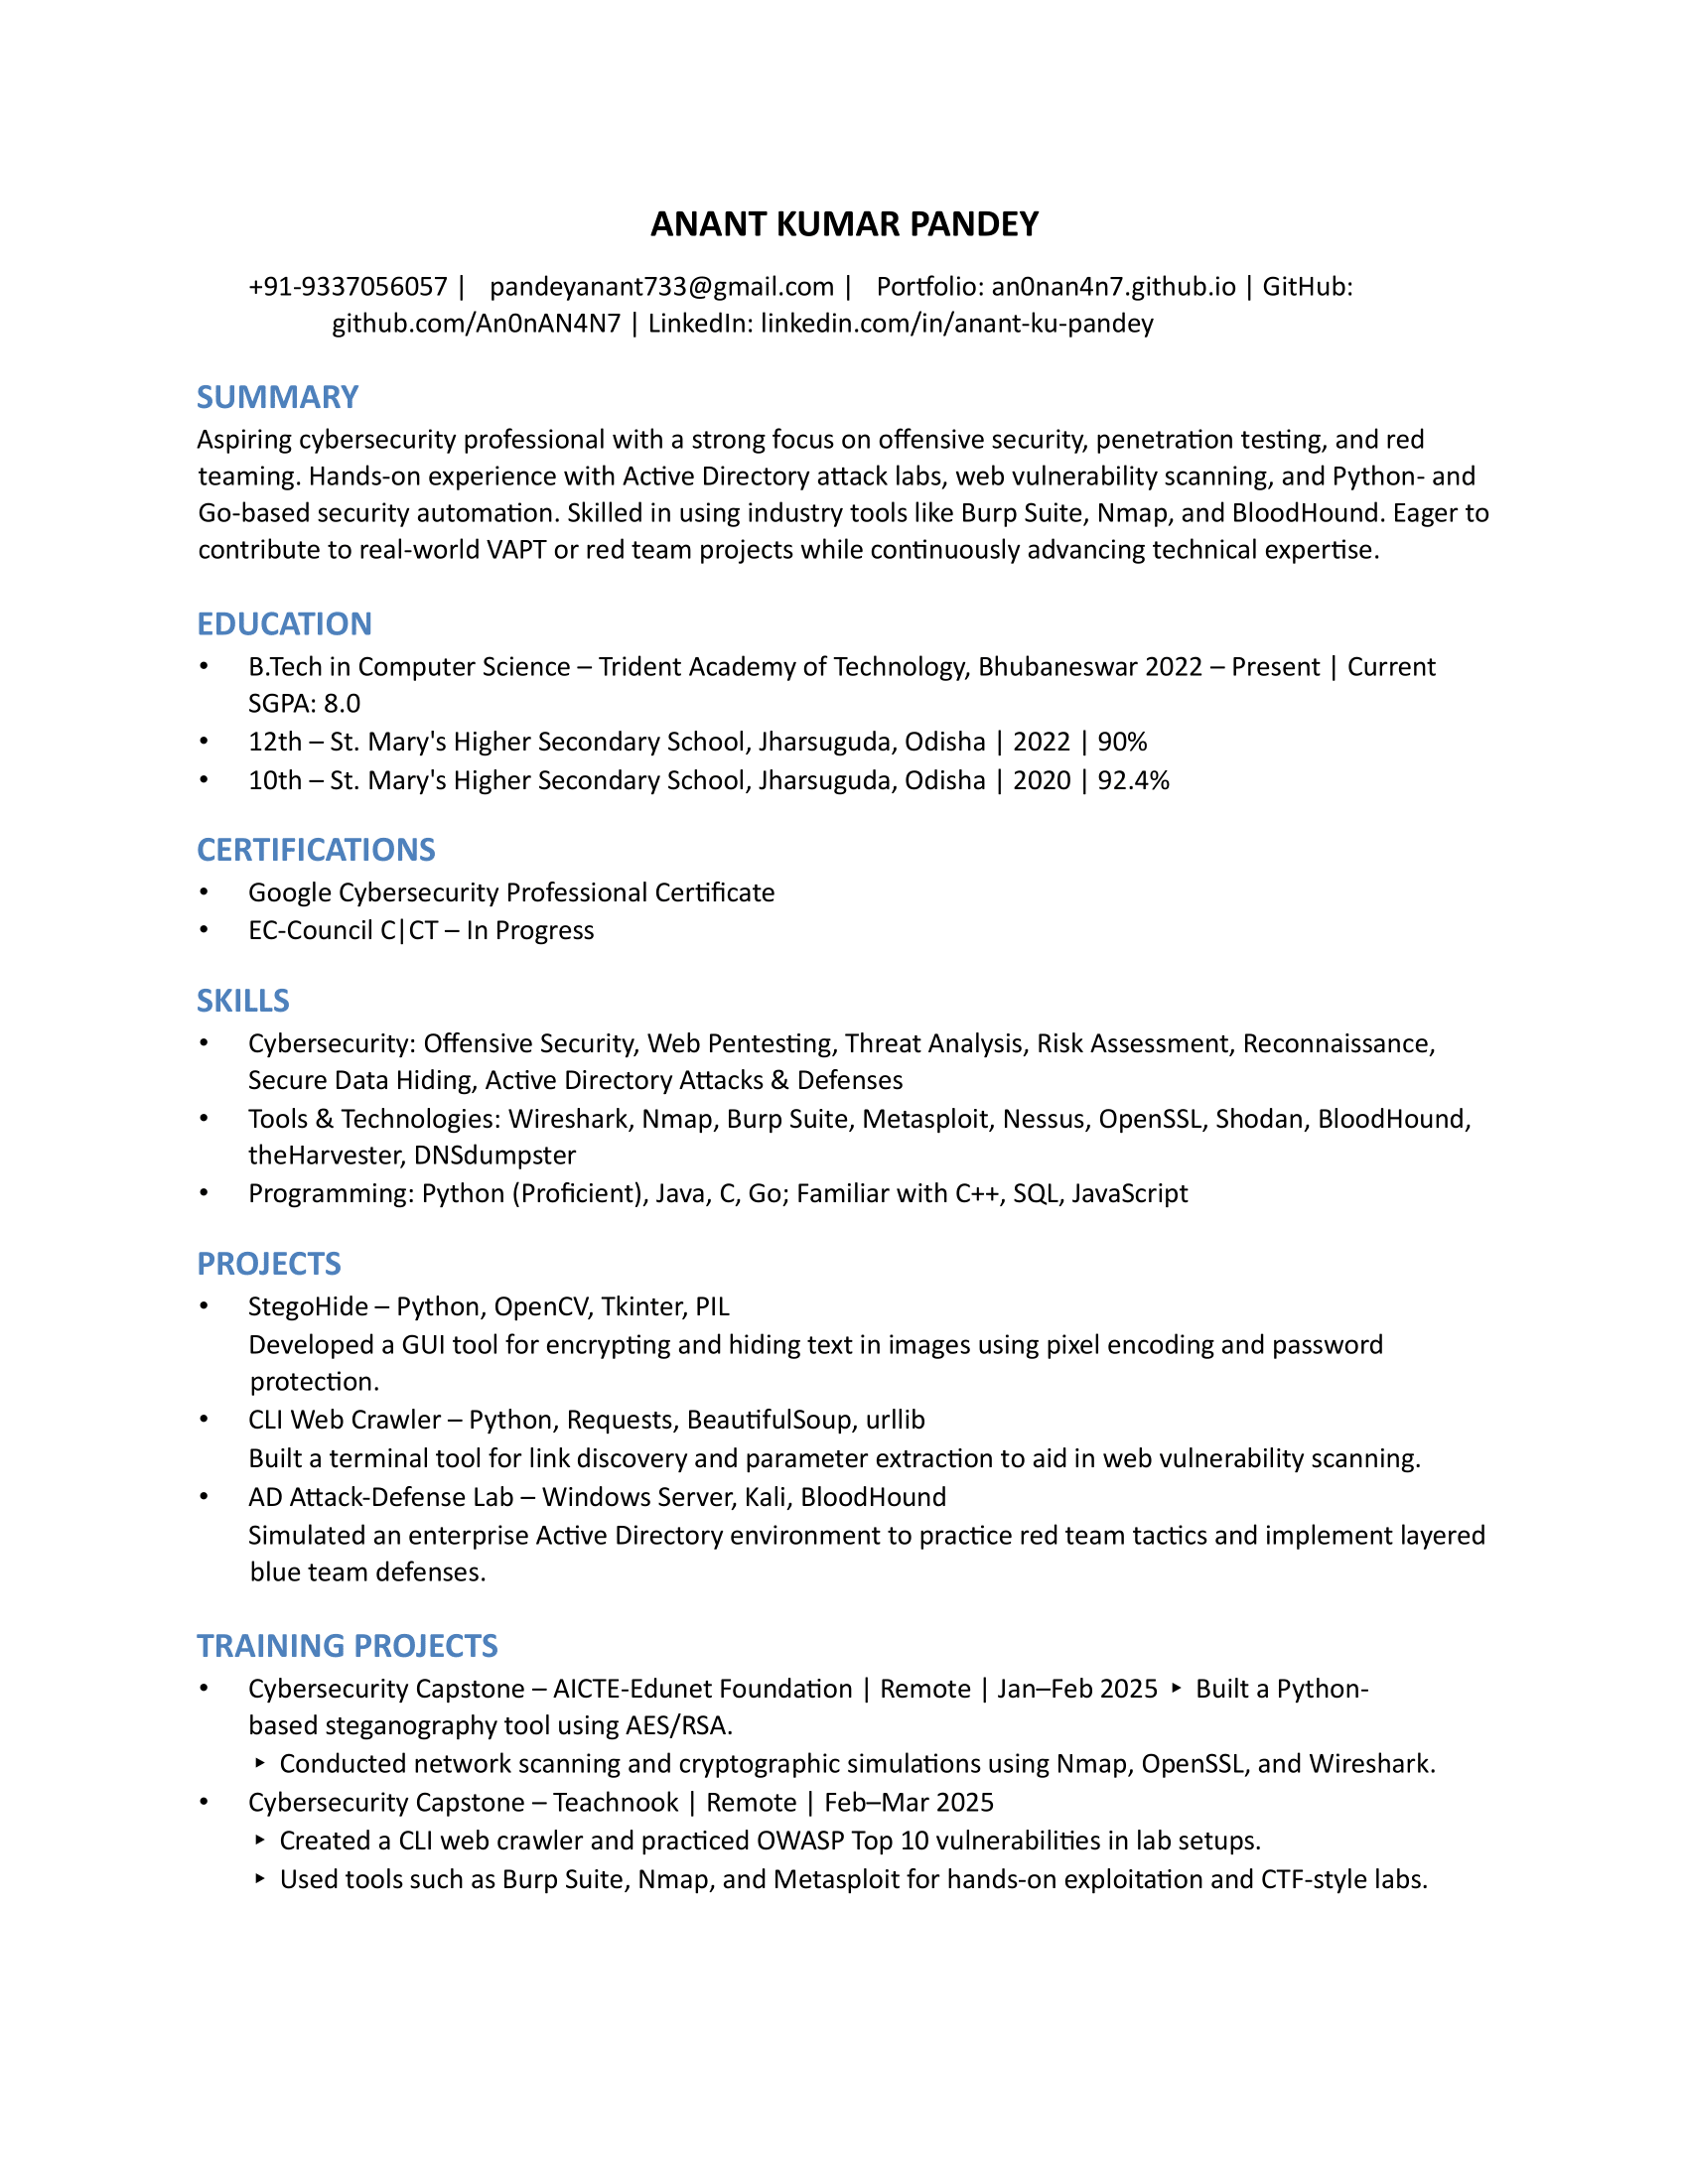 ANANT KUMAR PANDEY
+91-9337056057 | pandeyanant733@gmail.com | Portfolio: an0nan4n7.github.io | GitHub:
github.com/An0nAN4N7 | LinkedIn: linkedin.com/in/anant-ku-pandey
SUMMARY
Aspiring cybersecurity professional with a strong focus on offensive security, penetration testing, and red
teaming. Hands-on experience with Active Directory attack labs, web vulnerability scanning, and Python- and
Go-based security automation. Skilled in using industry tools like Burp Suite, Nmap, and BloodHound. Eager to
contribute to real-world VAPT or red team projects while continuously advancing technical expertise.
EDUCATION
• B.Tech in Computer Science – Trident Academy of Technology, Bhubaneswar 2022 – Present | Current
SGPA: 8.0
• 12th – St. Mary's Higher Secondary School, Jharsuguda, Odisha | 2022 | 90%
• 10th – St. Mary's Higher Secondary School, Jharsuguda, Odisha | 2020 | 92.4%
CERTIFICATIONS
• Google Cybersecurity Professional Certificate
• EC-Council C|CT – In Progress
SKILLS
• Cybersecurity: Offensive Security, Web Pentesting, Threat Analysis, Risk Assessment, Reconnaissance,
Secure Data Hiding, Active Directory Attacks & Defenses
• Tools & Technologies: Wireshark, Nmap, Burp Suite, Metasploit, Nessus, OpenSSL, Shodan, BloodHound,
theHarvester, DNSdumpster
• Programming: Python (Proficient), Java, C, Go; Familiar with C++, SQL, JavaScript
PROJECTS
• StegoHide – Python, OpenCV, Tkinter, PIL
Developed a GUI tool for encrypting and hiding text in images using pixel encoding and password
protection.
• CLI Web Crawler – Python, Requests, BeautifulSoup, urllib
Built a terminal tool for link discovery and parameter extraction to aid in web vulnerability scanning.
• AD Attack-Defense Lab – Windows Server, Kali, BloodHound
Simulated an enterprise Active Directory environment to practice red team tactics and implement layered
blue team defenses.
TRAINING PROJECTS
• Cybersecurity Capstone – AICTE-Edunet Foundation | Remote | Jan–Feb 2025 ‣ Built a Python-
based steganography tool using AES/RSA.
‣ Conducted network scanning and cryptographic simulations using Nmap, OpenSSL, and Wireshark.
• Cybersecurity Capstone – Teachnook | Remote | Feb–Mar 2025
‣ Created a CLI web crawler and practiced OWASP Top 10 vulnerabilities in lab setups.
‣ Used tools such as Burp Suite, Nmap, and Metasploit for hands-on exploitation and CTF-style labs.